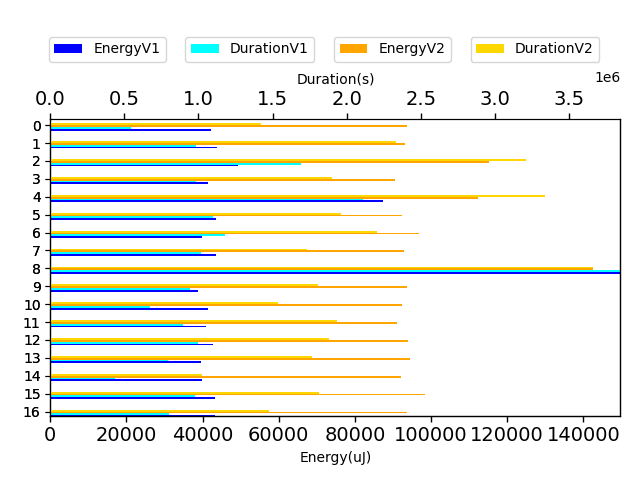 EnergyV1 DurationV1 EnergyV2 DurationV2
Duration(s)
1e6
0.0 0.5 1.0 1.5 2.0 2.5 3.0 3.5
0
1
2
3
4
5
6
7
8
9
10
11
12
13
14
15
16
0 20000 40000 60000 80000 100000 120000 140000
Energy(uJ)